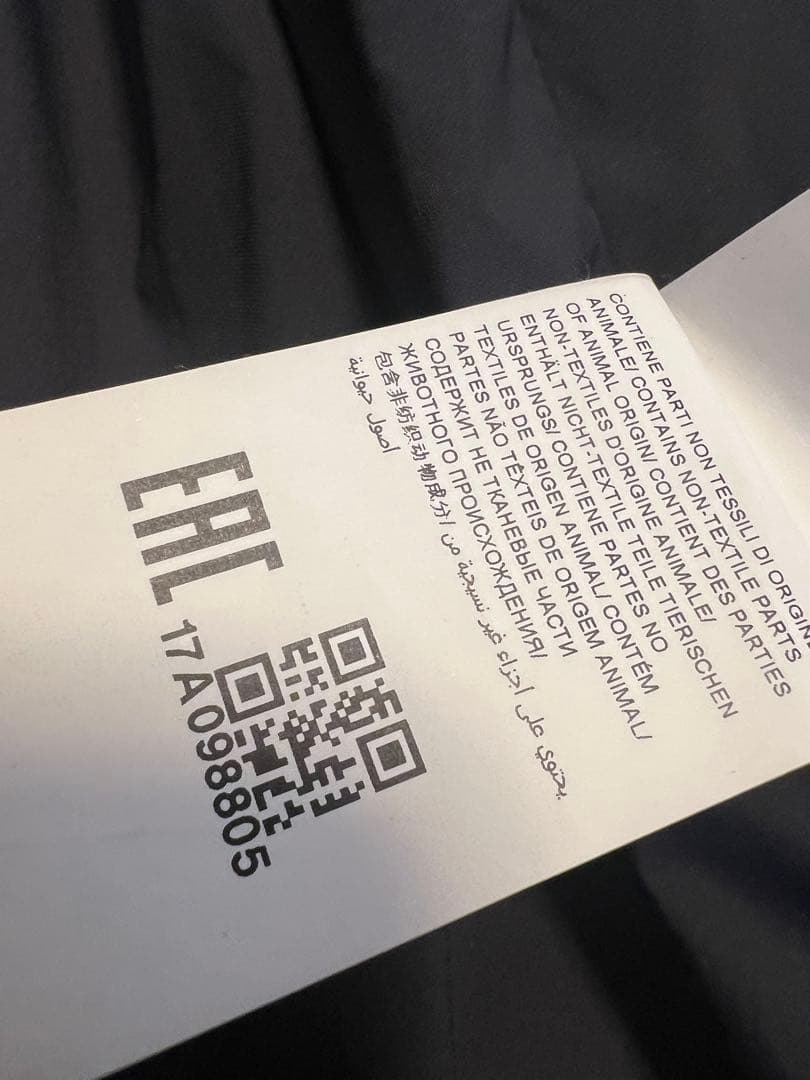 CONTIENE PARTI NON TESSILI DI ORIGINE
ANIMALE/ CONTAINS NON-TEXTILE PARTS
OF ANIMAL ORIGIN/ CONTIENT DES PARTIES
NON-TEXTILES D'ORIGINE ANIMALE/
ENTHÄLT NICHT-TEXTILE TEILE TIERISCHEN
URSPRUNGS/ CONTIENE PARTES NO
TEXTILES DE ORIGEN ANIMAL/ CONTÉM
PARTES NÃO TÊXTEIS DE ORIGEM ANIMAL/
СОДЕРЖИТ НЕ ТКАНЕВЫЕ ЧАСТИ
ЖИВОТНОГО ПРОИСХОЖДЕНИЯ/
包含非纺织动物成分/ يحتوي على اجزاء غير نسيجية من
اصول حيوانية
EAC
17A098805